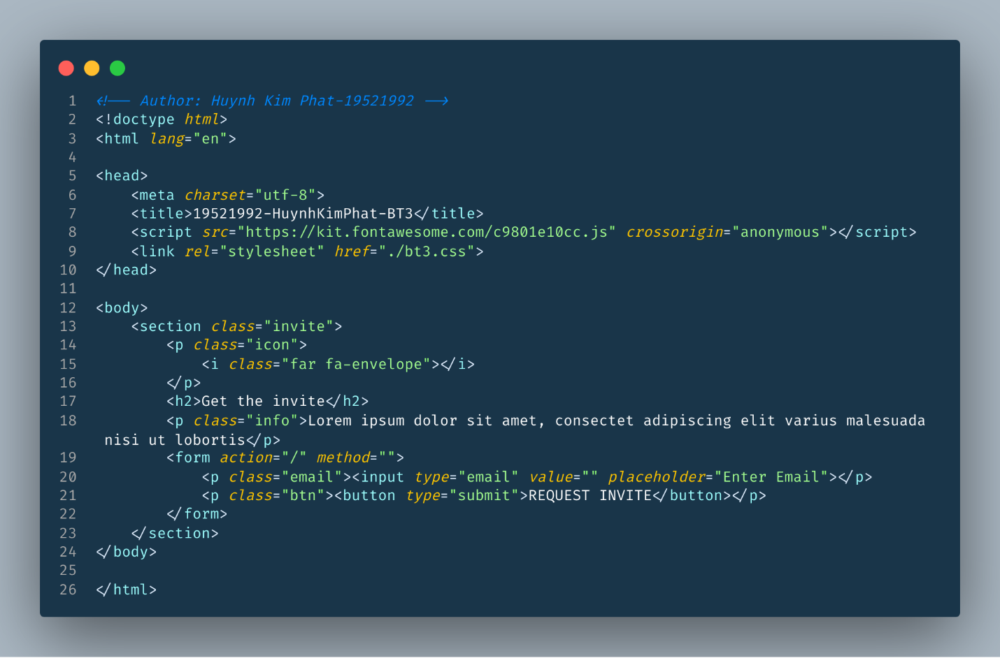 1 <!-- Author: Huynh Kim Phat-19521992 -->
2 <!doctype html>
3 <html lang="en">
4
5 <head>
6     <meta charset="utf-8">
7     <title>19521992-HuynhKimPhat-BT3</title>
8     <script src="https://kit.fontawesome.com/c9801e10cc.js" crossorigin="anonymous"></script>
9     <link rel="stylesheet" href="./bt3.css">
10 </head>
11
12 <body>
13     <section class="invite">
14         <p class="icon">
15             <i class="far fa-envelope"></i>
16         </p>
17         <h2>Get the invite</h2>
18         <p class="info">Lorem ipsum dolor sit amet, consectet adipiscing elit varius malesuada
nisi ut lobortis</p>
19         <form action="/" method="">
20             <p class="email"><input type="email" value="" placeholder="Enter Email"></p>
21             <p class="btn"><button type="submit">REQUEST INVITE</button></p>
22         </form>
23     </section>
24 </body>
25
26 </html>